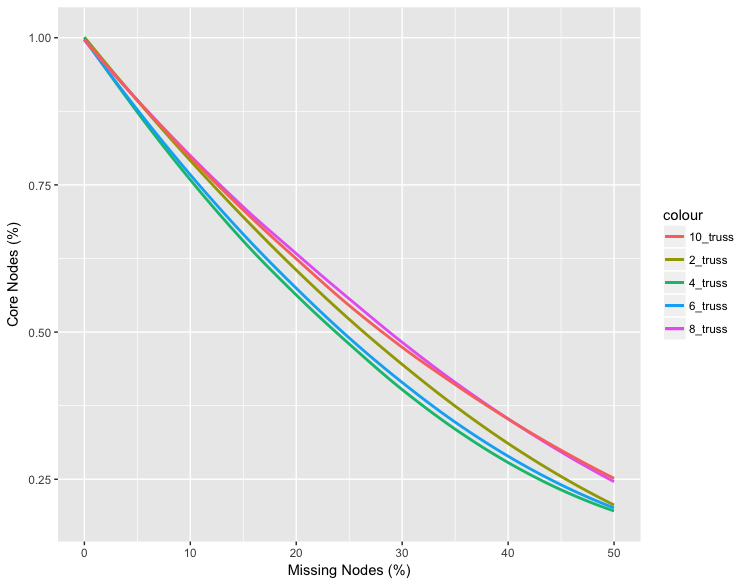 1.00
0.75
0.50
0.25
Core Nodes (%)
0 10 20 30 40 50
Missing Nodes (%)
colour
10_truss
2_truss
4_truss
6_truss
8_truss